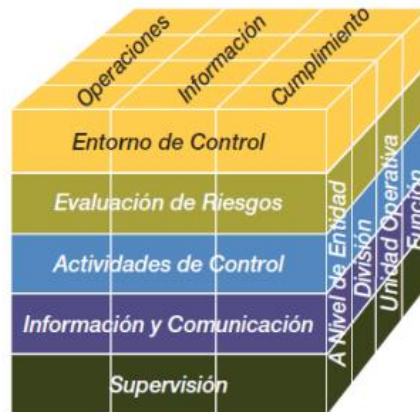 Operaciones
Información
Cumplimiento
Entorno de Control
Evaluación de Riesgos
Actividades de Control
Información y Comunicación
Supervisión
A Nivel de Entidad
Division
Unidad Operativa
Función